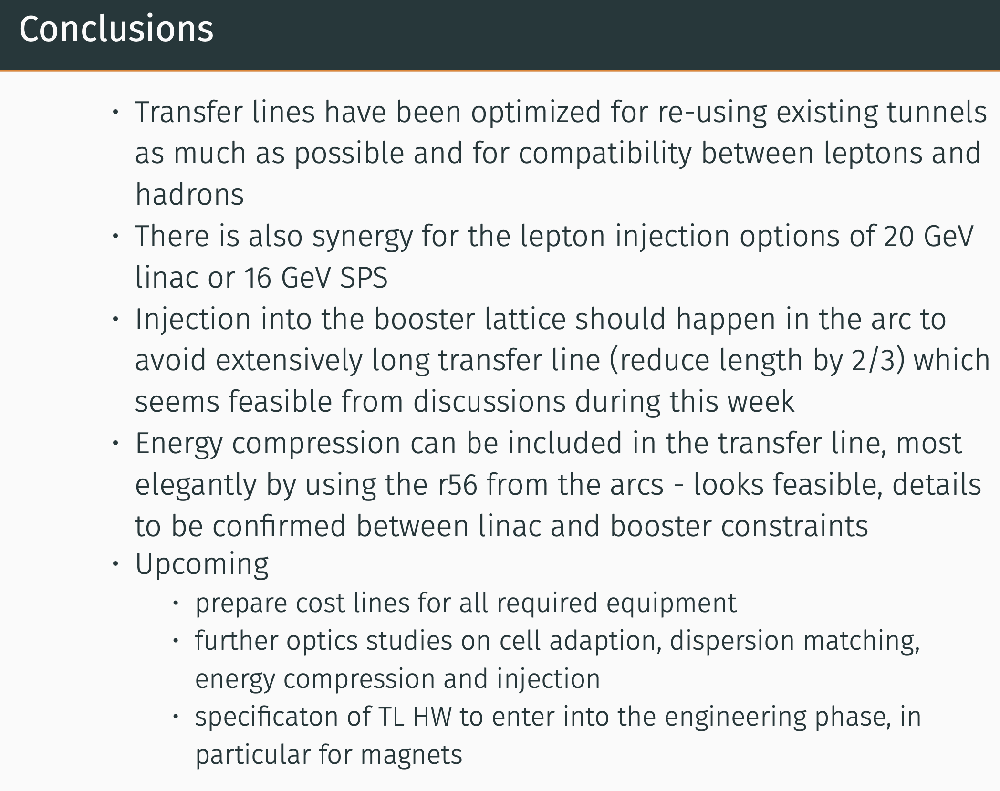 Conclusions
• Transfer lines have been optimized for re-using existing tunnels
as much as possible and for compatibility between leptons and
hadrons
• There is also synergy for the lepton injection options of 20 GeV
linac or 16 GeV SPS
• Injection into the booster lattice should happen in the arc to
avoid extensively long transfer line (reduce length by 2/3) which
seems feasible from discussions during this week
• Energy compression can be included in the transfer line, most
elegantly by using the r56 from the arcs - looks feasible, details
to be confirmed between linac and booster constraints
• Upcoming
• prepare cost lines for all required equipment
• further optics studies on cell adaption, dispersion matching,
energy compression and injection
• specificaton of TL HW to enter into the engineering phase, in
particular for magnets